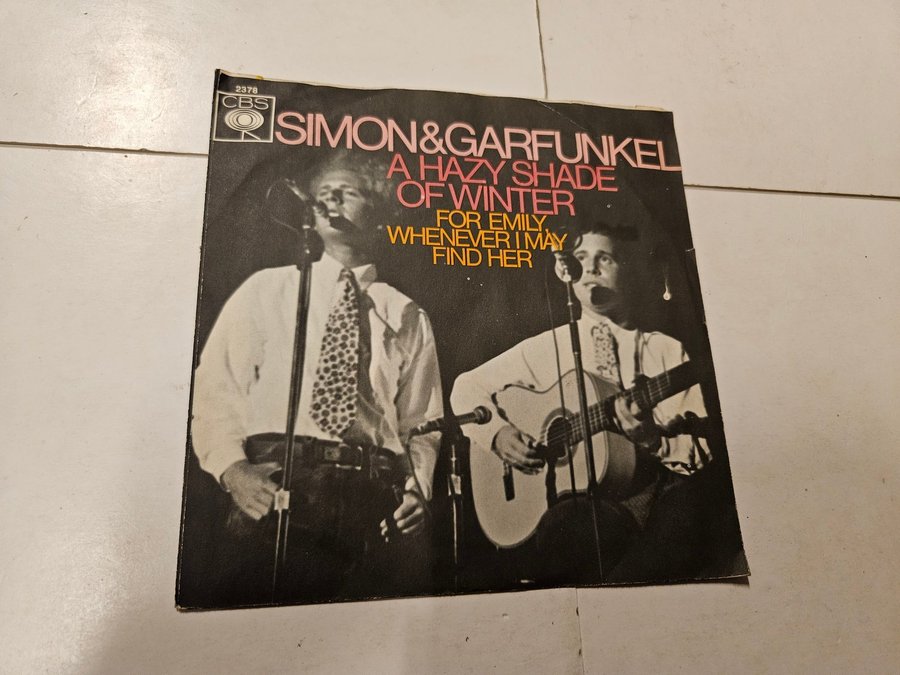 2378
CBS
SIMON&GARFUNKEL
A HAZY SHADE
OF WINTER
FOR EMILY,
WHENEVER I MAY
FIND HER